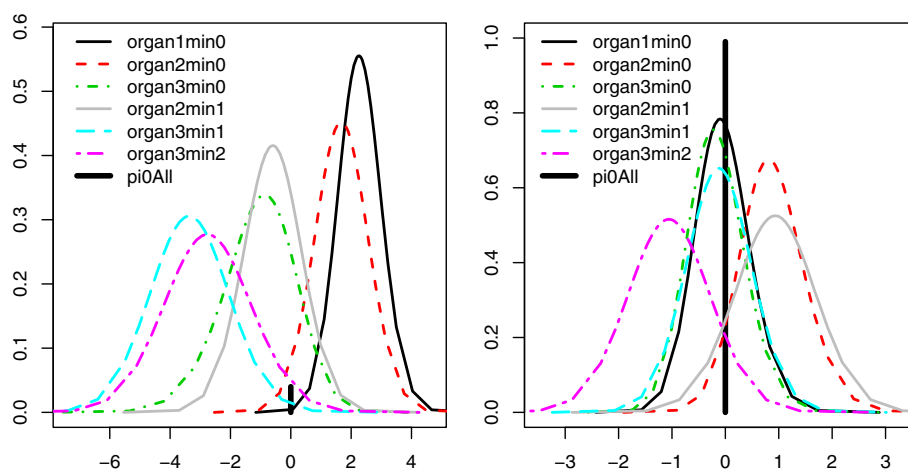 0.6
0.5
0.4
0.3
0.2
0.1
0.0
organ1min0
organ2min0
organ3min0
organ2min1
organ3min1
organ3min2
pi0All
−6 −4 −2 0 2 4
1.0
0.8
0.6
0.4
0.2
0.0
organ1min0
organ2min0
organ3min0
organ2min1
organ3min1
organ3min2
pi0All
−3 −2 −1 0 1 2 3